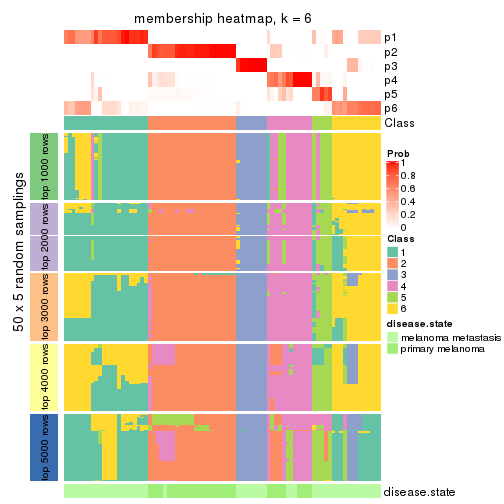 membership heatmap, k = 6
p1
p2
p3
p4
p5
p6
Class
50 x 5 random samplings
top 1000 rows
top 2000 rows
top 3000 rows
top 4000 rows
top 5000 rows
Prob
1
0.8
0.6
0.4
0.2
0
Class
1
2
3
4
5
6
disease.state
melanoma metastasis
primary melanoma
disease.state